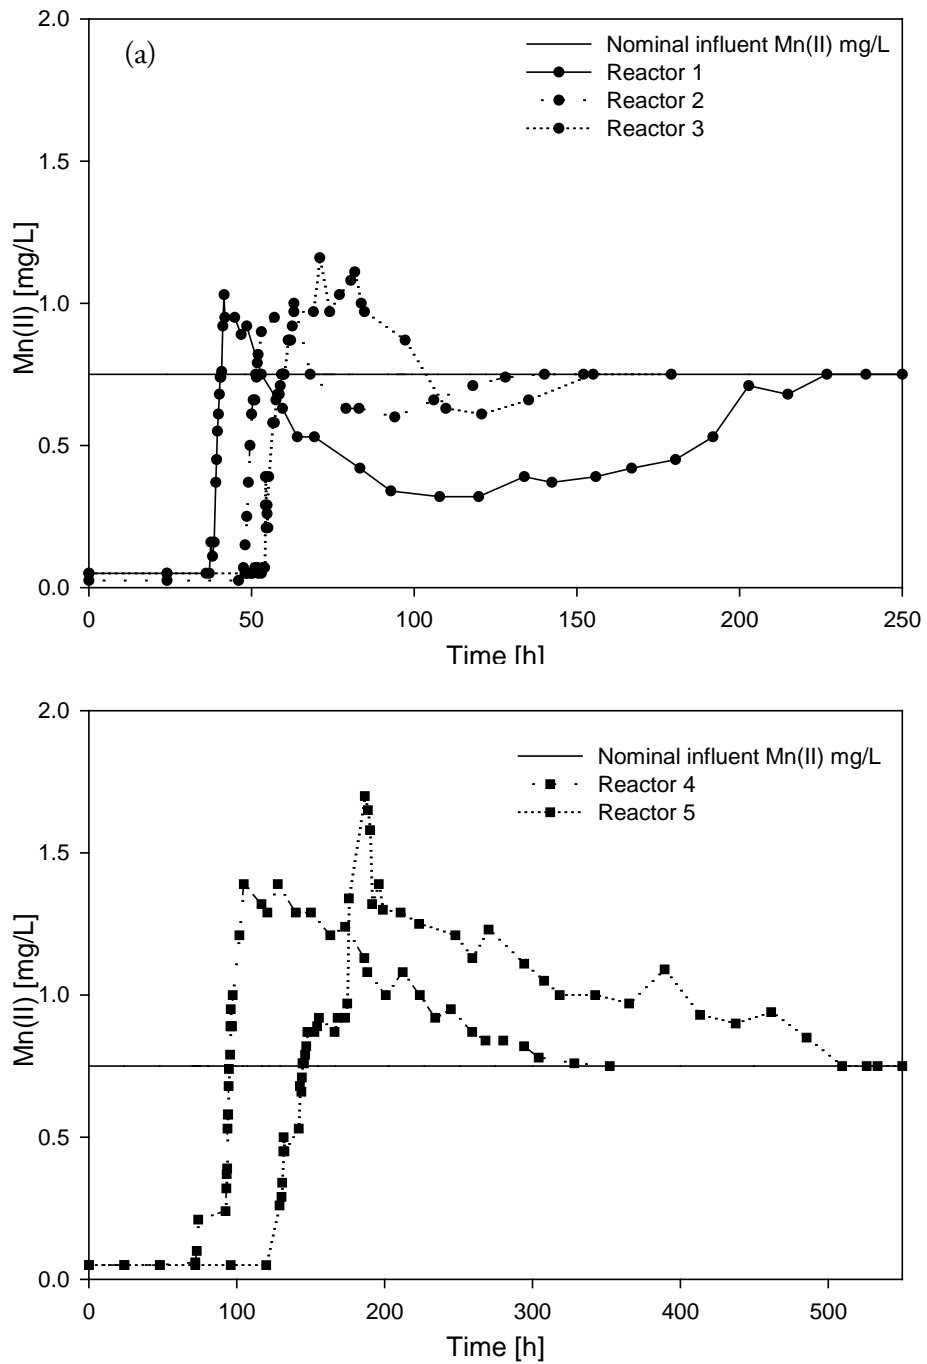 (a)
Nominal influent Mn(II) mg/L
Reactor 1
Reactor 2
Reactor 3
Mn(II) [mg/L]
2.0
1.5
1.0
0.5
0.0
0 50 100 150 200 250
Time [h]
Nominal influent Mn(II) mg/L
Reactor 4
Reactor 5
Mn(II) [mg/L]
2.0
1.5
1.0
0.5
0.0
0 100 200 300 400 500
Time [h]